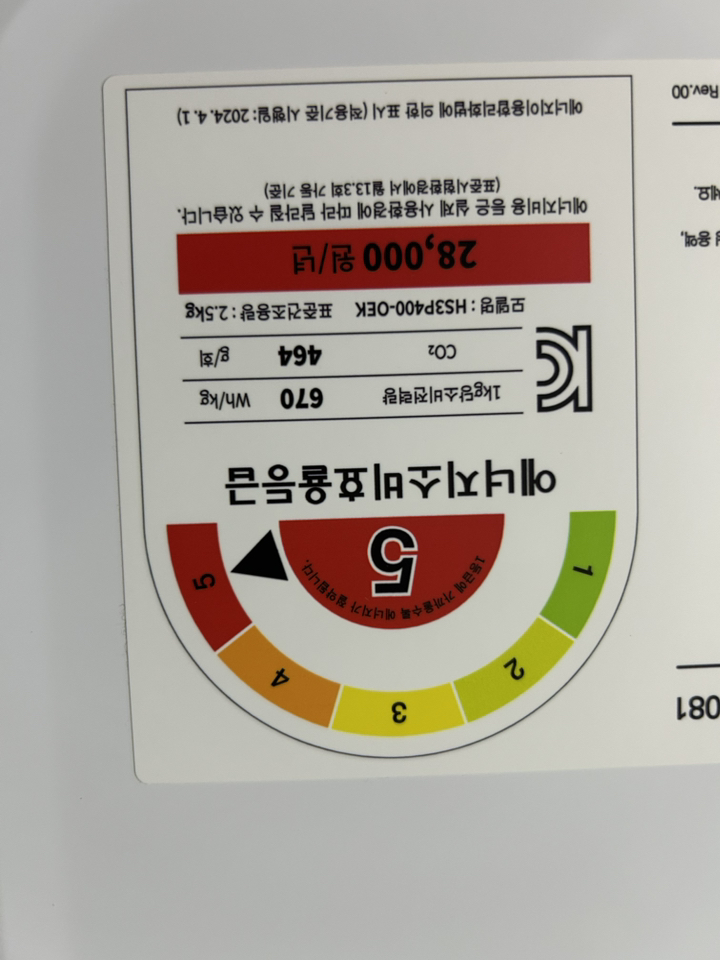 1
2
3
4
5
1등급에 가까울수록 에너지가 절약됩니다.
5
에너지소비효율등급
1kg당소비전력량 670 Wh/kg
CO₂ 464 g/회
모델명 : HS3P400-OEK 표준건조용량 : 2.5kg
28,000 원/년
에너지비용 등은 실제 사용환경에 따라 달라질 수 있습니다.
(표준시험환경에서 월13.3회 가동 기준)
에너지이용합리화법에 의한 표시 (적용기준 시행일: 2024. 4. 1)
081
Rev.00